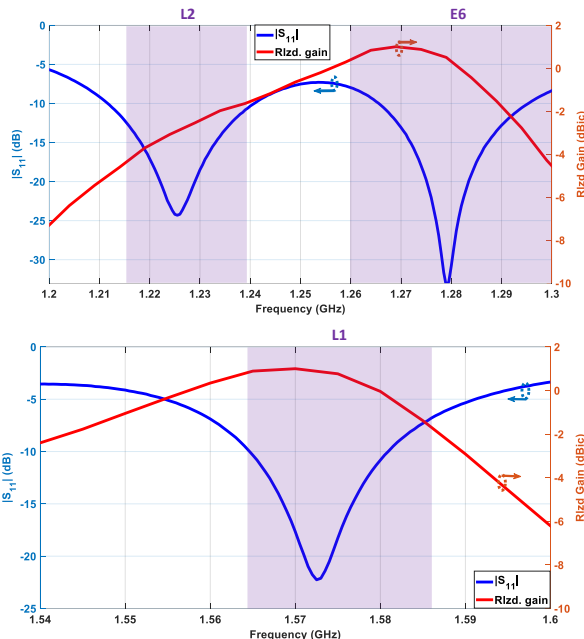 L2 E6
0 -5 -10 -15 -20 -25 -30
|S11| (dB)
|S11|
Rlzd. gain
2 0 -2 -4 -6 -8 -10
Rlzd Gain (dBic)
1.2 1.21 1.22 1.23 1.24 1.25 1.26 1.27 1.28 1.29 1.3
Frequency (GHz)
L1
0 -5 -10 -15 -20 -25
|S11| (dB)
2 0 -2 -4 -6 -8 -10
Rlzd Gain (dBic)
|S11|
Rlzd. gain
1.54 1.55 1.56 1.57 1.58 1.59 1.6
Frequency (GHz)